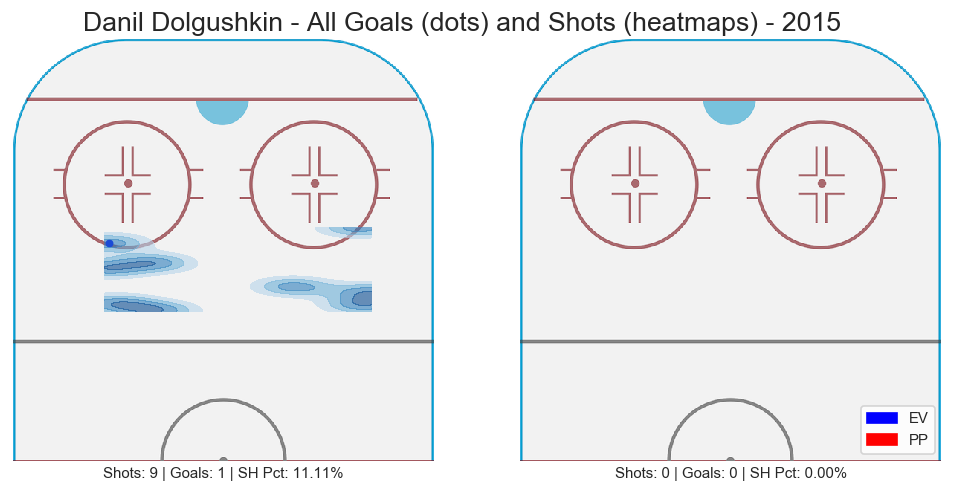 Danil Dolgushkin - All Goals (dots) and Shots (heatmaps) - 2015
EV
PP
Shots: 9 | Goals: 1 | SH Pct: 11.11%
Shots: 0 | Goals: 0 | SH Pct: 0.00%